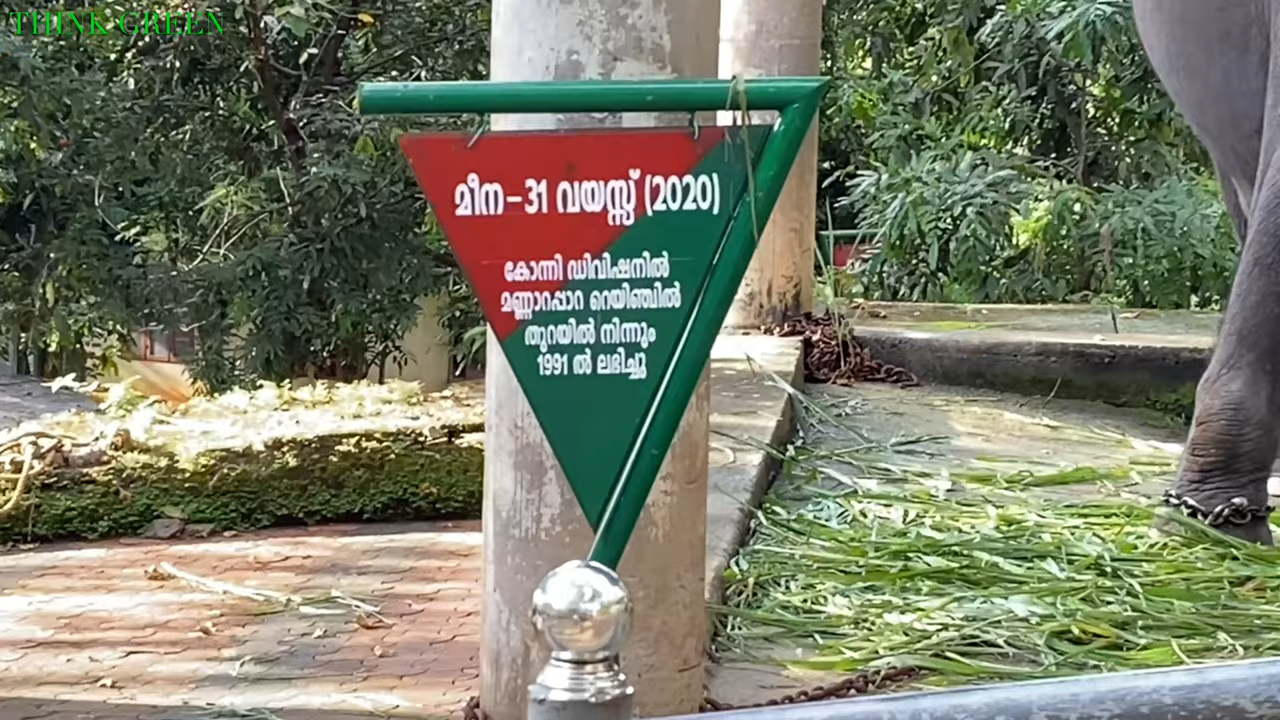 THINK GREEN
മീന-31 വയസ്സ് (2020)
കോന്നി ഡിവിഷനിൽ
മണ്ണാറപ്പാറ റെയിഞ്ചിൽ
തുറയിൽ നിന്നും
1991 ൽ ലഭിച്ചു